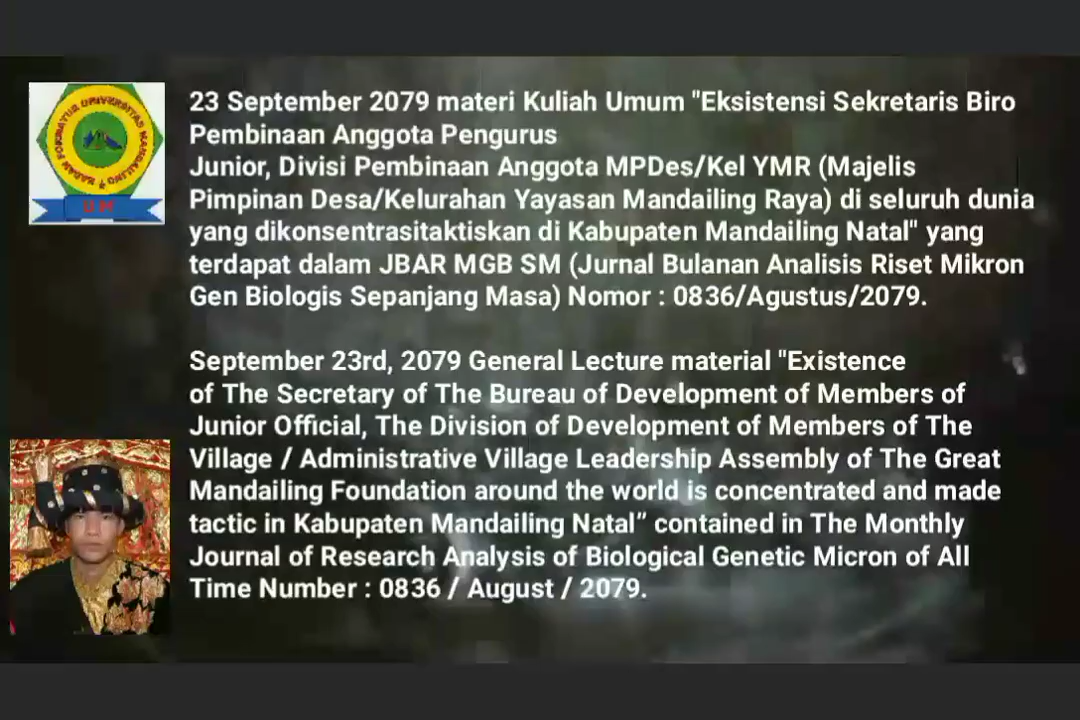 BADAN FORMATUR UNIVERSITAS MANDAILING
UM
23 September 2079 materi Kuliah Umum "Eksistensi Sekretaris Biro
Pembinaan Anggota Pengurus
Junior, Divisi Pembinaan Anggota MPDes/Kel YMR (Majelis
Pimpinan Desa/Kelurahan Yayasan Mandailing Raya) di seluruh dunia
yang dikonsentrasitaktiskan di Kabupaten Mandailing Natal" yang
terdapat dalam JBAR MGB SM (Jurnal Bulanan Analisis Riset Mikron
Gen Biologis Sepanjang Masa) Nomor : 0836/Agustus/2079.
September 23rd, 2079 General Lecture material "Existence
of The Secretary of The Bureau of Development of Members of
Junior Official, The Division of Development of Members of The
Village / Administrative Village Leadership Assembly of The Great
Mandailing Foundation around the world is concentrated and made
tactic in Kabupaten Mandailing Natal” contained in The Monthly
Journal of Research Analysis of Biological Genetic Micron of All
Time Number : 0836 / August / 2079.